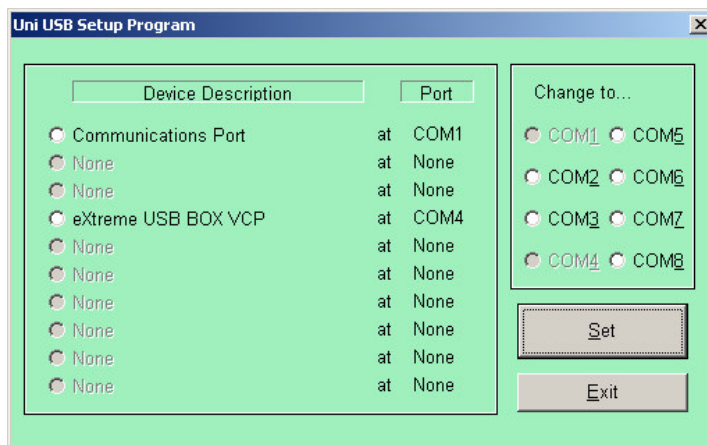 Uni USB Setup Program
Device Description Port
Communications Port at COM1
None at None
None at None
eXtreme USB BOX VCP at COM4
None at None
None at None
None at None
None at None
None at None
None at None
Change to...
COM1 COM5
COM2 COM6
COM3 COM7
COM4 COM8
Set
Exit